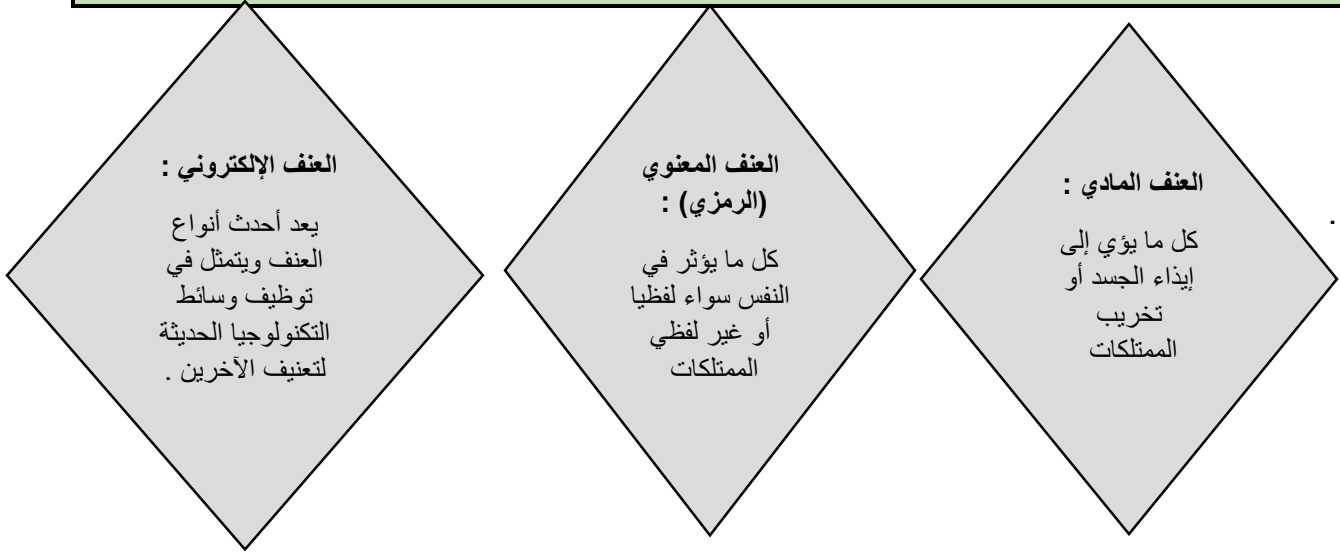 العنف المادي :
كل ما يؤي إلى
إيذاء الجسد أو
تخريب
الممتلكات
.
العنف المعنوي
(الرمزي) :
كل ما يؤثر في
النفس سواء لفظيا
أو غير لفظي
الممتلكات
العنف الإلكتروني :
يعد أحدث أنواع
العنف ويتمثل في
توظيف وسائط
التكنولوجيا الحديثة
لتعنيف الآخرين .